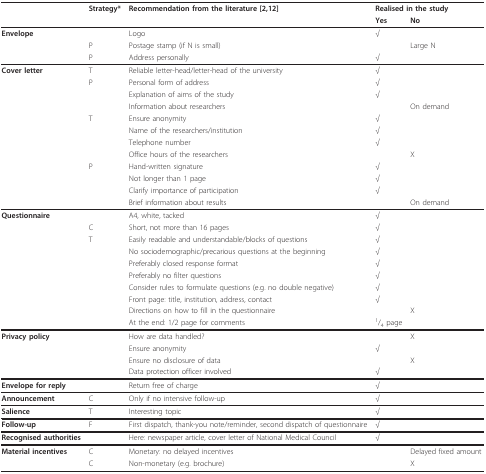 Strategy* Recommendation from the literature [2,12] Realised in the study
Yes No
Envelope Logo √
P Postage stamp (if N is small) Large N
P Address personally √
Cover letter T Reliable letter-head/letter-head of the university √
P Personal form of address √
Explanation of aims of the study √
Information about researchers On demand
T Ensure anonymity √
Name of the researchers/institution √
Telephone number √
Office hours of the researchers X
P Hand-written signature √
Not longer than 1 page √
Clarify importance of participation √
Brief information about results On demand
Questionnaire A4, white, tacked √
C Short, not more than 16 pages √
T Easily readable and understandable/blocks of questions √
No sociodemographic/precarious questions at the beginning √
Preferably closed response format √
Preferably no filter questions √
Consider rules to formulate questions (e.g. no double negative) √
Front page: title, institution, address, contact √
Directions on how to fill in the questionnaire X
At the end: 1/2 page for comments 1/4 page
Privacy policy How are data handled? X
Ensure anonymity √
Ensure no disclosure of data X
Data protection officer involved √
Envelope for reply Return free of charge √
Announcement C Only if no intensive follow-up √
Salience T Interesting topic √
Follow-up F First dispatch, thank-you note/reminder, second dispatch of questionnaire √
Recognised authorities Here: newspaper article, cover letter of National Medical Council √
Material incentives C Monetary: no delayed incentives Delayed fixed amount
C Non-monetary (e.g. brochure) X